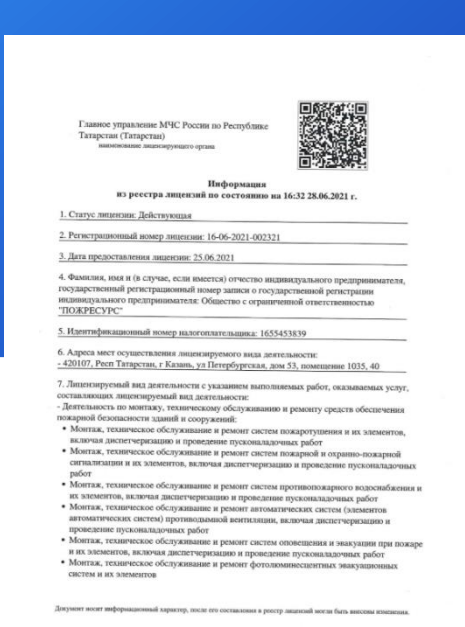 Главное управление МЧС России по Республике
Татарстан (Татарстан)
наименование лицензирующего органа
Информация
из реестра лицензий по состоянию на 16:32 28.06.2021 г.
1. Статус лицензии: Действующая
2. Регистрационный номер лицензии: 16-06-2021-002321
3. Дата предоставления лицензии: 25.06.2021
4. Фамилия, имя и (в случае, если имеется) отчество индивидуального предпринимателя,
государственный регистрационный номер записи о государственной регистрации
индивидуального предпринимателя: Общество с ограниченной ответственностью
"ПОЖРЕСУРС"
5. Идентификационный номер налогоплательщика: 1655453839
6. Адреса мест осуществления лицензируемого вида деятельности:
- 420107, Респ Татарстан, г Казань, ул Петербургская, дом 53, помещение 1035, 40
7. Лицензируемый вид деятельности с указанием выполняемых работ, оказываемых услуг,
составляющих лицензируемый вид деятельности:
- Деятельность по монтажу, техническому обслуживанию и ремонту средств обеспечения
пожарной безопасности зданий и сооружений:
• Монтаж, техническое обслуживание и ремонт систем пожаротушения и их элементов,
включая диспетчеризацию и проведение пусконаладочных работ
• Монтаж, техническое обслуживание и ремонт систем пожарной и охранно-пожарной
сигнализации и их элементов, включая диспетчеризацию и проведение пусконаладочных
работ
• Монтаж, техническое обслуживание и ремонт систем противопожарного водоснабжения и
их элементов, включая диспетчеризацию и проведение пусконаладочных работ
• Монтаж, техническое обслуживание и ремонт автоматических систем (элементов
автоматических систем) противодымной вентиляции, включая диспетчеризацию и
проведение пусконаладочных работ
• Монтаж, техническое обслуживание и ремонт систем оповещения и эвакуации при пожаре
и их элементов, включая диспетчеризацию и проведение пусконаладочных работ
• Монтаж, техническое обслуживание и ремонт фотолюминесцентных эвакуационных
систем и их элементов
Документ носит информационный характер, после его составления в реестр лицензий могли быть внесены изменения.